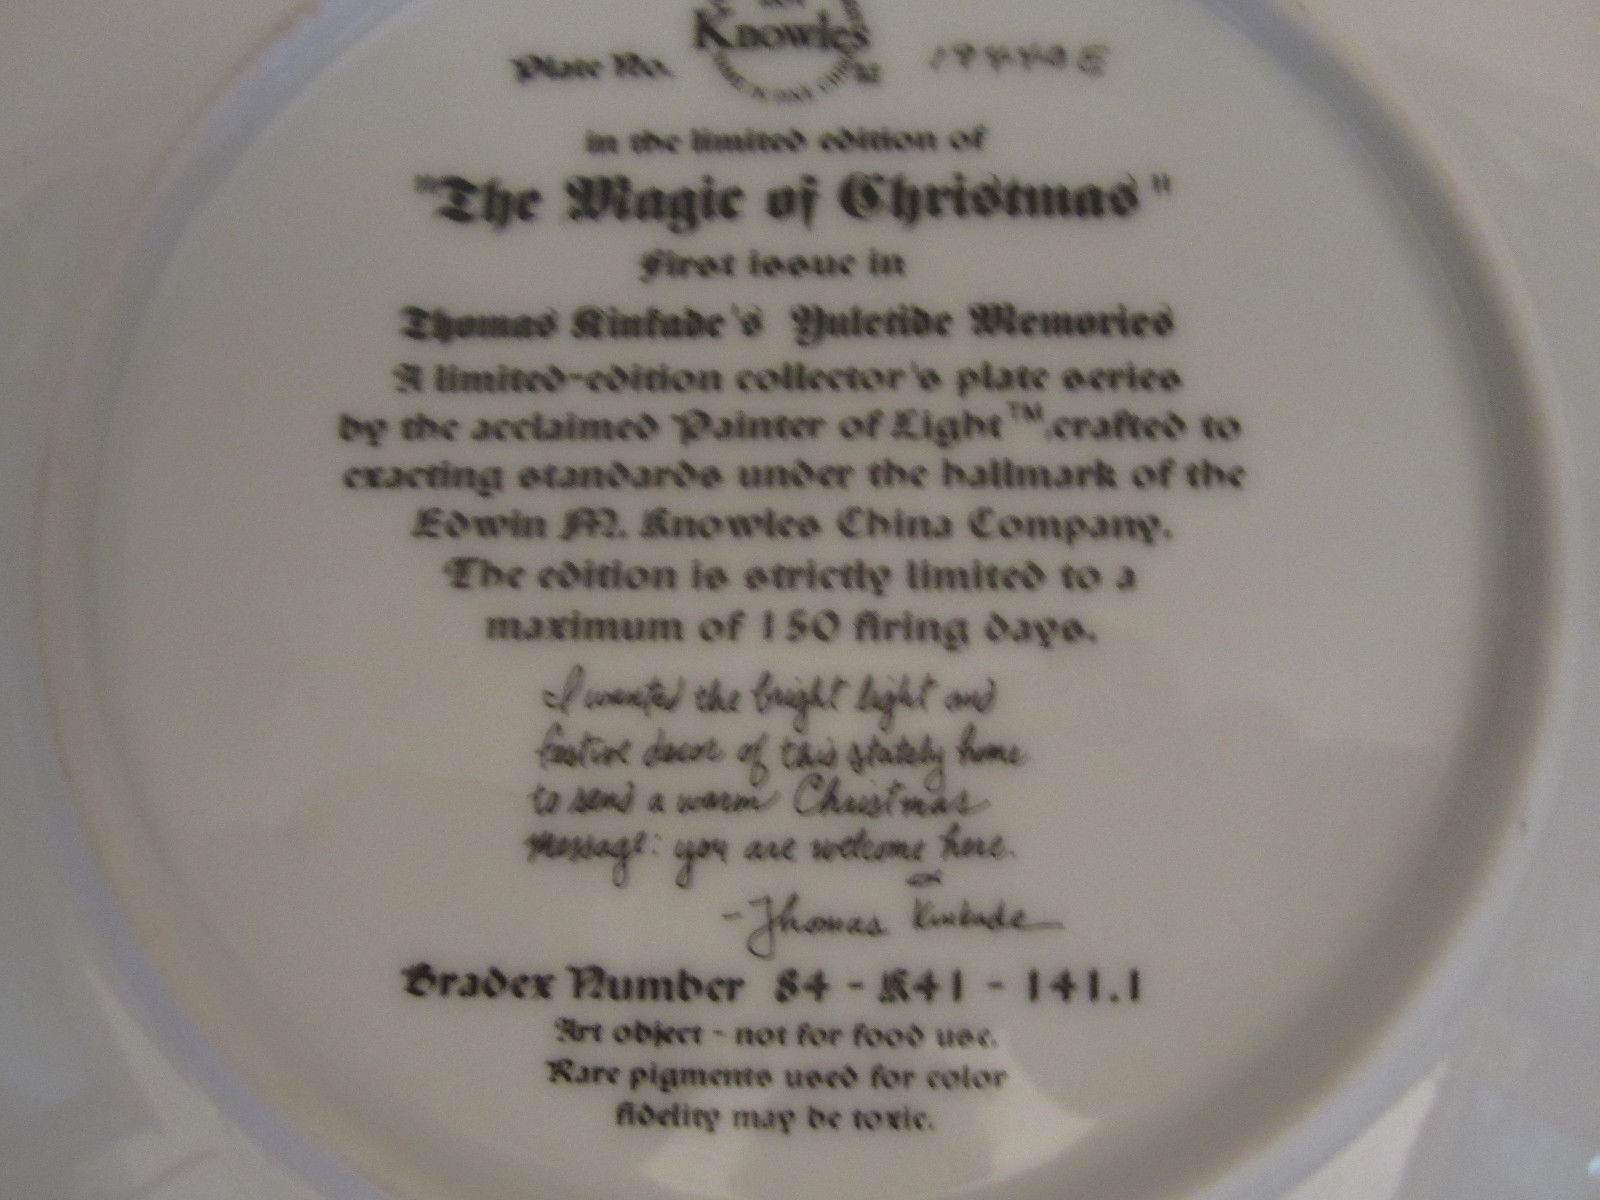 Knowles
Plate No.
in the limited edition of
"The Magic of Christmas"
First issue in
Thomas Kinkade's Yuletide Memories
A limited-edition collector's plate series
by the acclaimed Painter of Light™,crafted to
exacting standards under the hallmark of the
Edwin M. Knowles China Company.
The edition is strictly limited to a
maximum of 150 firing days.
I wanted the bright light and
festive decor of this stately home
to send a warm Christmas
message: you are welcome here.
-Thomas Kinkade
Bradex Number 84 - K41 - 141.1
Art object - not for food use.
Rare pigments used for color
fidelity may be toxic.